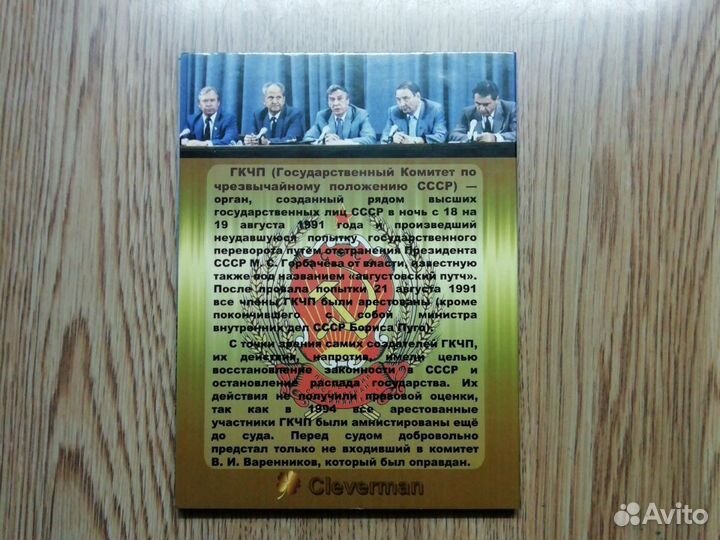 ГКЧП (Государственный Комитет по
чрезвычайному положению СССР) —
орган, созданный рядом высших
государственных лиц СССР в ночь с 18 на
19 августа 1991 года и произведший
неудавшуюся попытку государственного
переворота путём отстранения Президента
СССР М. С. Горбачёва от власти, известную
также под названием «августовский путч».
После провала попытки 21 августа 1991
все члены ГКЧП были арестованы (кроме
покончившего с собой министра
внутренних дел СССР Бориса Пуго).
С точки зрения самих создателей ГКЧП,
их действия, напротив, имели целью
восстановление законности в СССР и
остановление распада государства. Их
действия не получили правовой оценки,
так как в 1994 все арестованные
участники ГКЧП были амнистированы ещё
до суда. Перед судом добровольно
предстал только не входивший в комитет
В. И. Варенников, который был оправдан.
Cleverman
Avito